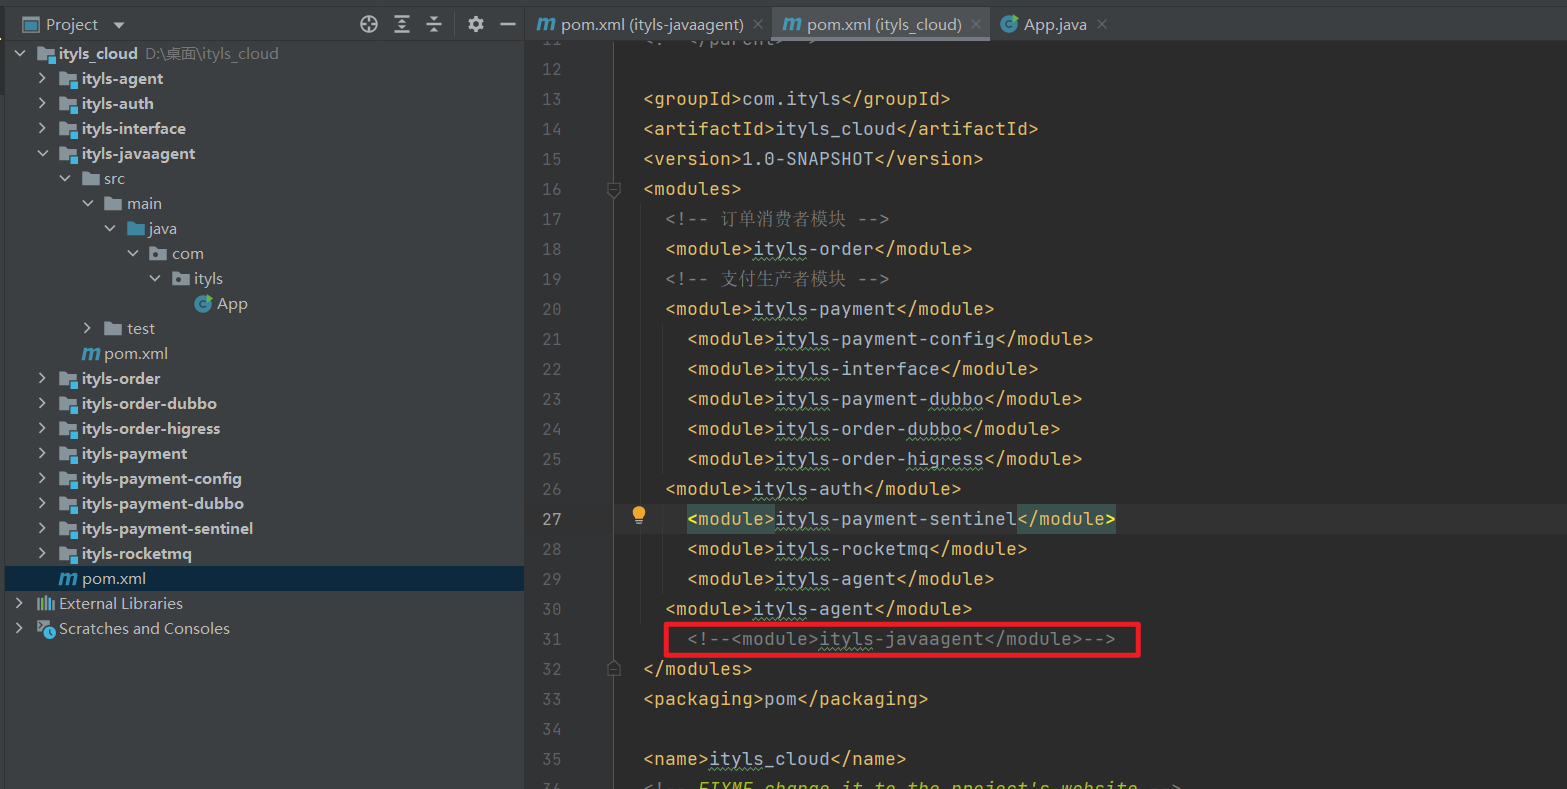 Project
ityls_cloud D:\桌面\ityls_cloud
ityls-agent
ityls-auth
ityls-interface
ityls-javaagent
src
main
java
com
ityls
App
test
pom.xml
ityls-order
ityls-order-dubbo
ityls-order-higress
ityls-payment
ityls-payment-config
ityls-payment-dubbo
ityls-payment-sentinel
ityls-rocketmq
pom.xml
External Libraries
Scratches and Consoles
pom.xml (ityls-javaagent) pom.xml (ityls_cloud) App.java
11 </parent>
12
13 <groupId>com.ityls</groupId>
14 <artifactId>ityls_cloud</artifactId>
15 <version>1.0-SNAPSHOT</version>
16 <modules>
17 <!-- 订单消费者模块 -->
18 <module>ityls-order</module>
19 <!-- 支付生产者模块 -->
20 <module>ityls-payment</module>
21 <module>ityls-payment-config</module>
22 <module>ityls-interface</module>
23 <module>ityls-payment-dubbo</module>
24 <module>ityls-order-dubbo</module>
25 <module>ityls-order-higress</module>
26 <module>ityls-auth</module>
27 <module>ityls-payment-sentinel</module>
28 <module>ityls-rocketmq</module>
29 <module>ityls-agent</module>
30 <module>ityls-agent</module>
31 <!--<module>ityls-javaagent</module>-->
32 </modules>
33 <packaging>pom</packaging>
34
35 <name>ityls_cloud</name>
36 <!-- FIXME change it to the project's website -->